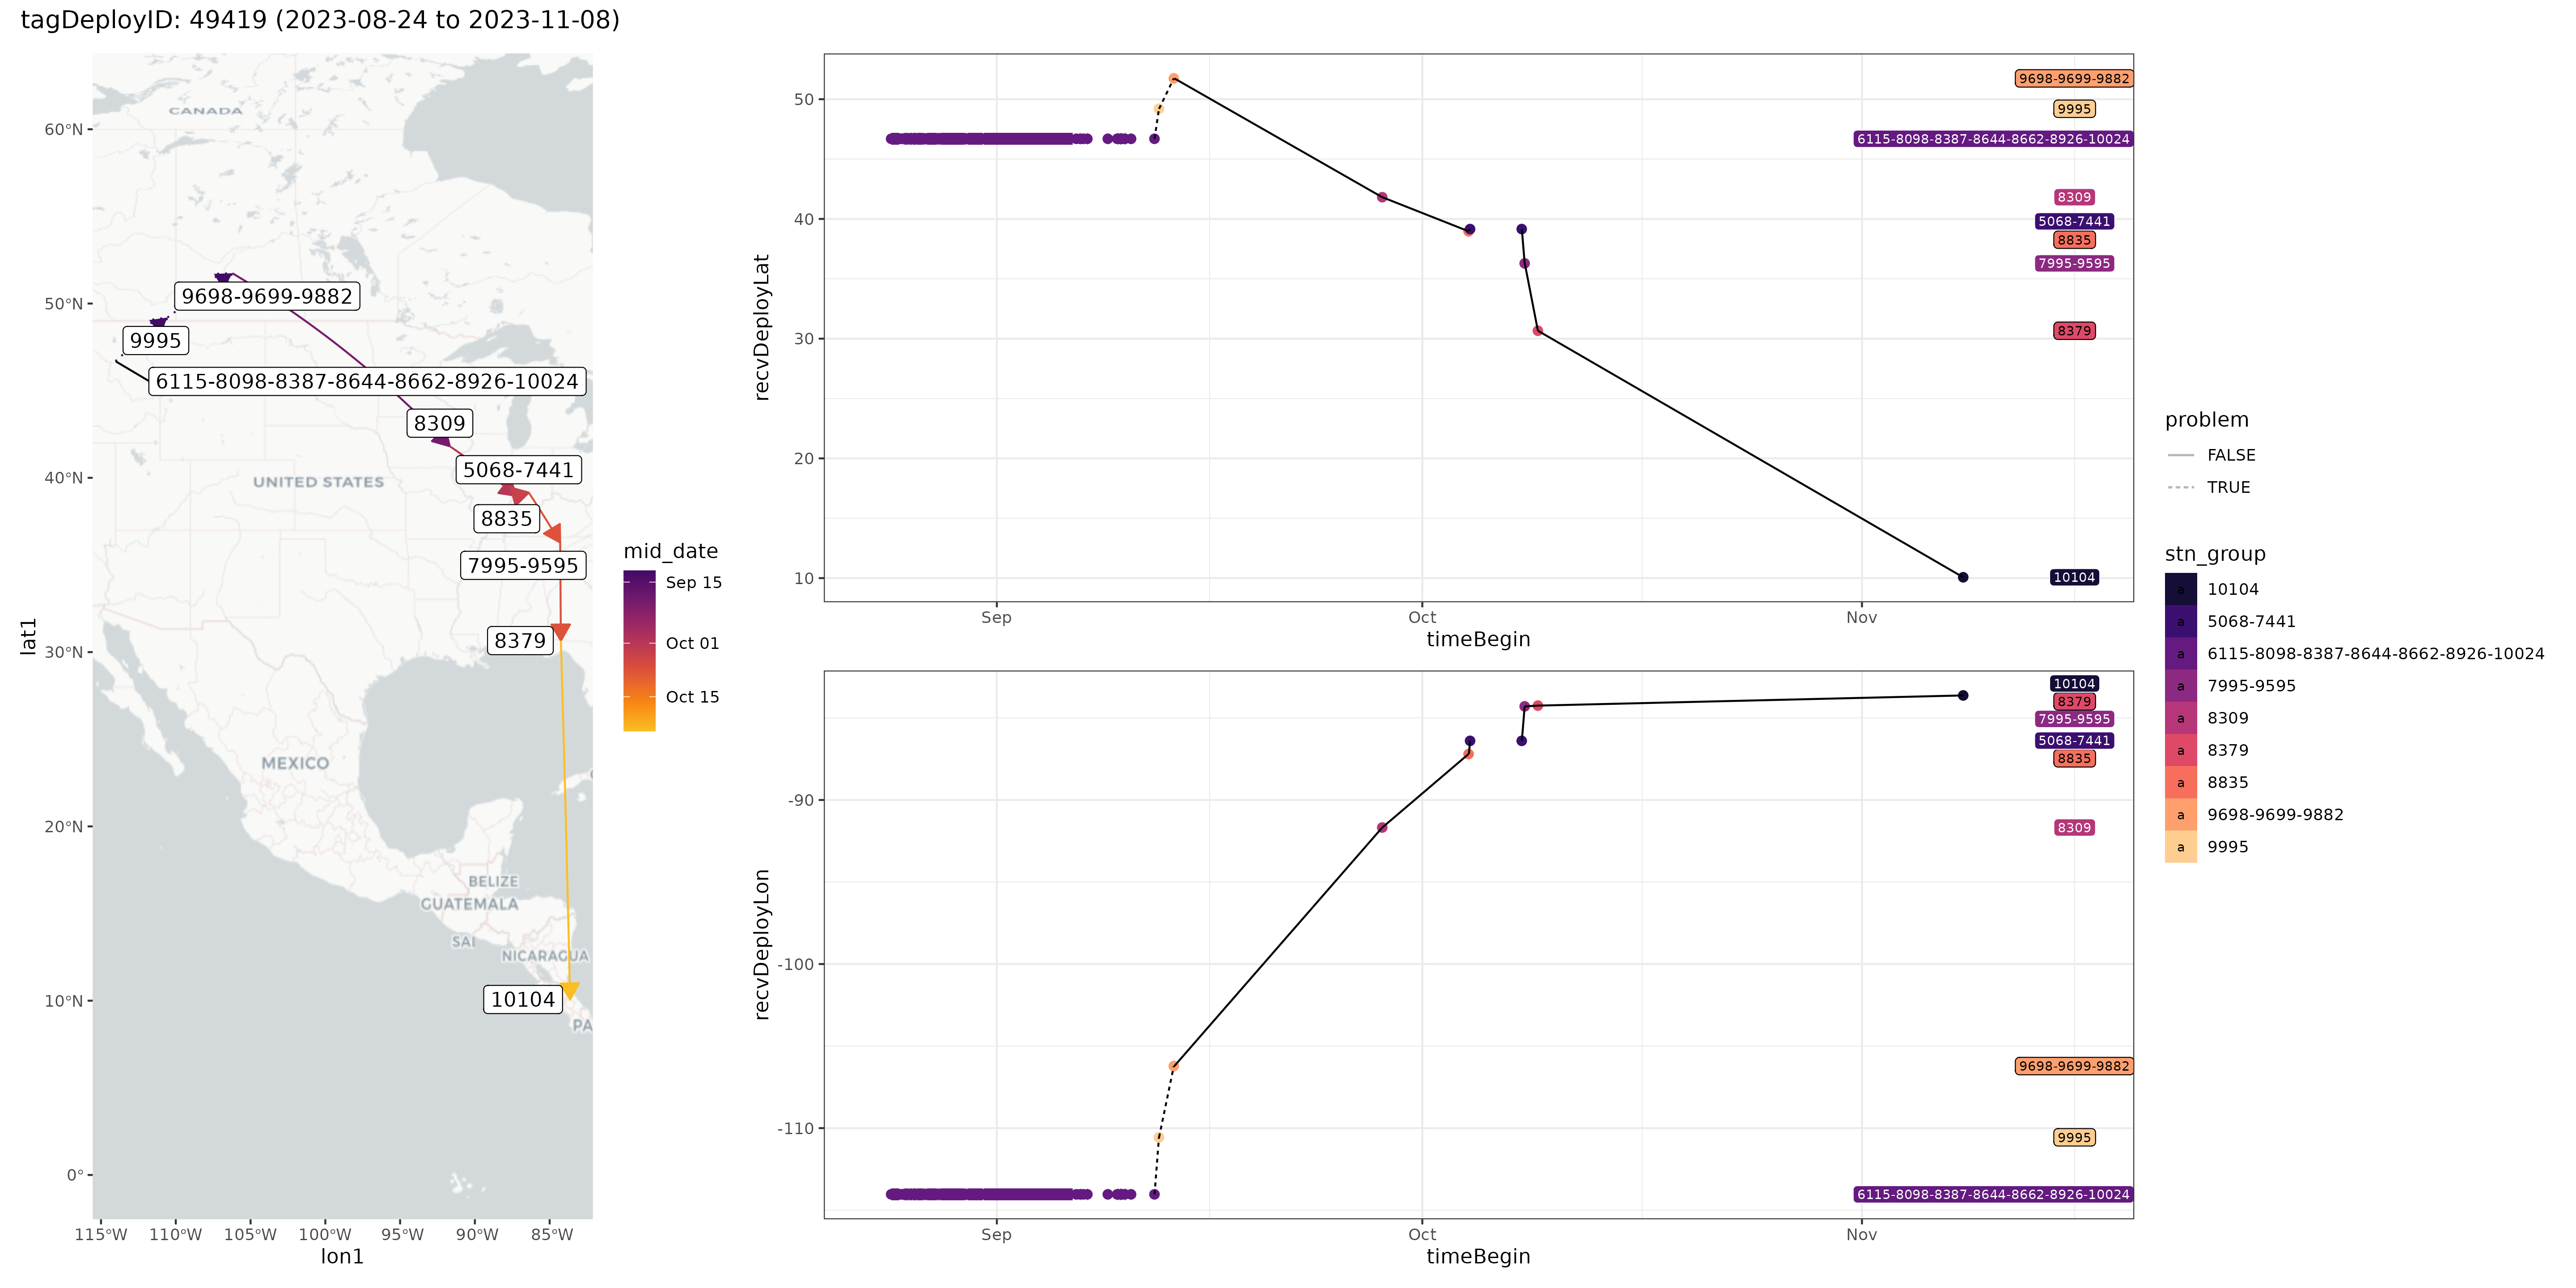 tagDeployID: 49419 (2023-08-24 to 2023-11-08)
lat1
60°N
50°N
40°N
30°N
20°N
10°N
0°
CANADA
9698-9699-9882
9995
6115-8098-8387-8644-8662-8926-10024
8309
5068-7441
UNITED STATES
8835
7995-9595
8379
MEXICO
BELIZE
GUATEMALA
SAI
NICARAGUA
10104
PA
115°W 110°W 105°W 100°W 95°W 90°W 85°W
lon1
mid_date
Sep 15
Oct 01
Oct 15
recvDeployLat
50
40
30
20
10
9698-9699-9882
9995
6115-8098-8387-8644-8662-8926-10024
8309
5068-7441
8835
7995-9595
8379
10104
Sep Oct Nov
timeBegin
recvDeployLon
-90
-100
-110
10104
8379
7995-9595
5068-7441
8835
8309
9698-9699-9882
9995
6115-8098-8387-8644-8662-8926-10024
Sep Oct Nov
timeBegin
problem
FALSE
TRUE
stn_group
a 10104
a 5068-7441
a 6115-8098-8387-8644-8662-8926-10024
a 7995-9595
a 8309
a 8379
a 8835
a 9698-9699-9882
a 9995